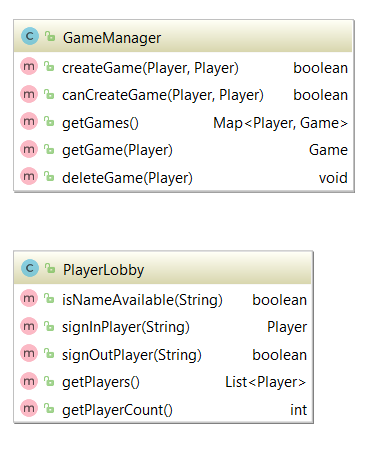 C GameManager
m createGame(Player, Player) boolean
m canCreateGame(Player, Player) boolean
m getGames() Map<Player, Game>
m getGame(Player) Game
m deleteGame(Player) void
C PlayerLobby
m isNameAvailable(String) boolean
m signInPlayer(String) Player
m signOutPlayer(String) boolean
m getPlayers() List<Player>
m getPlayerCount() int